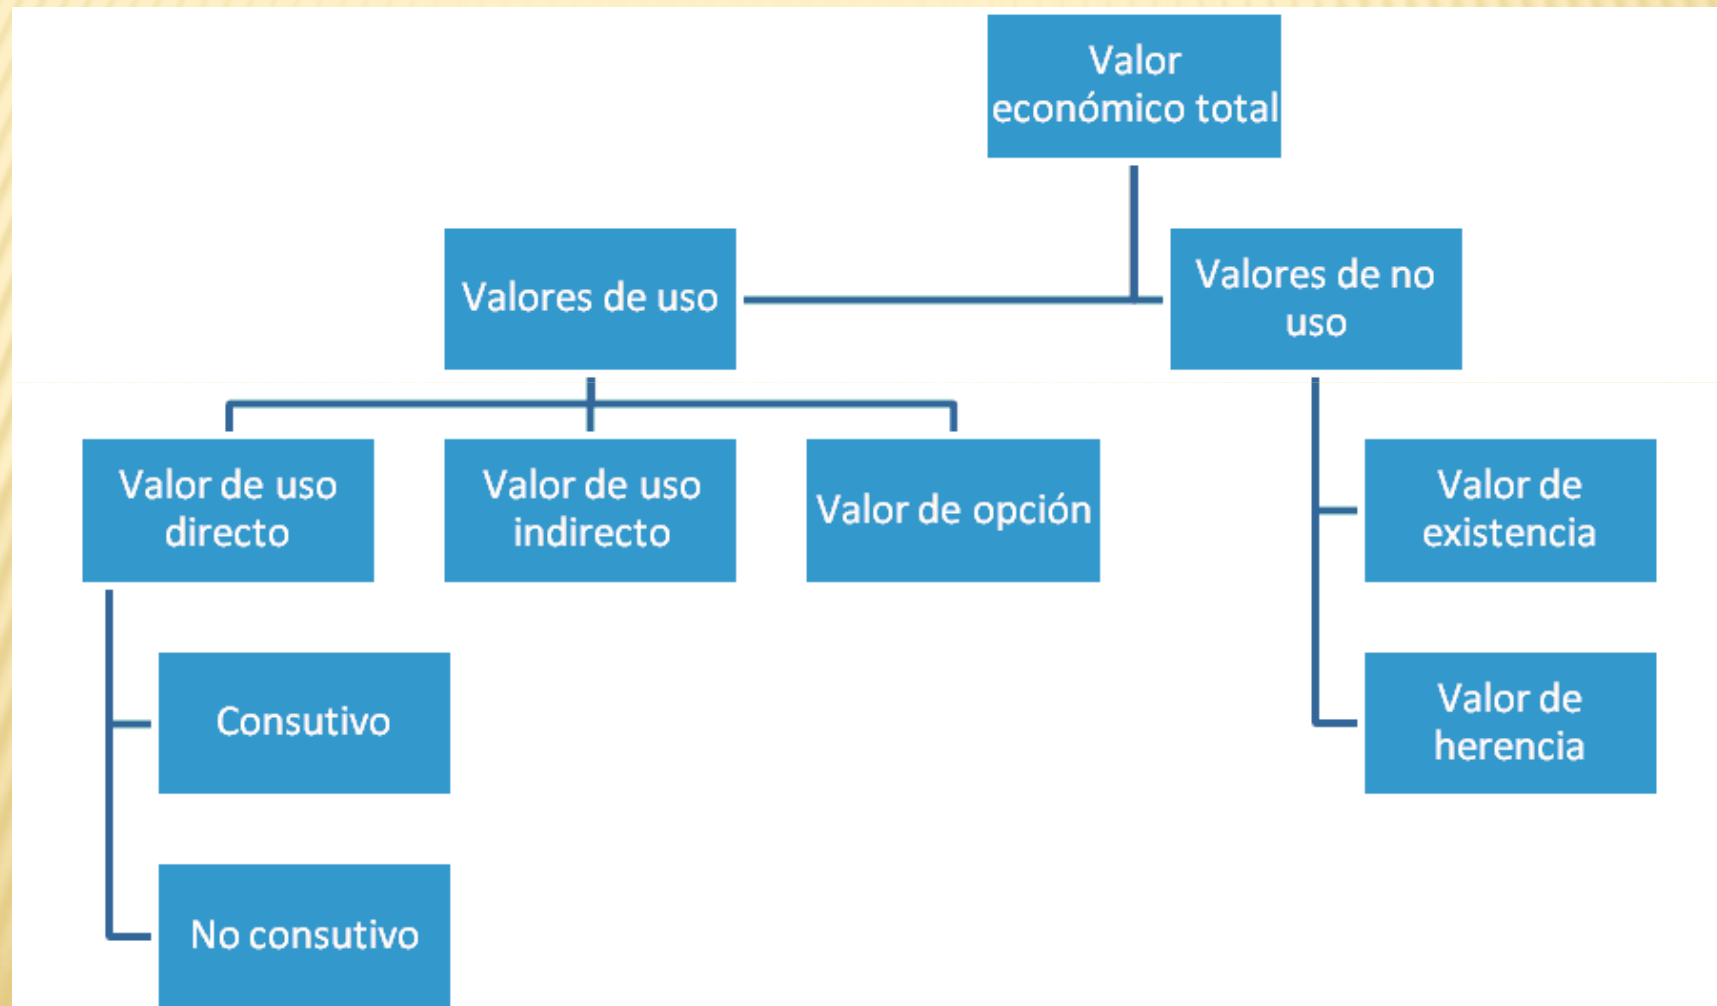 Valor
económico total
Valores de uso
Valores de no
uso
Valor de uso
directo
Valor de uso
indirecto
Valor de opción
Valor de
existencia
Consutivo
Valor de
herencia
No consutivo